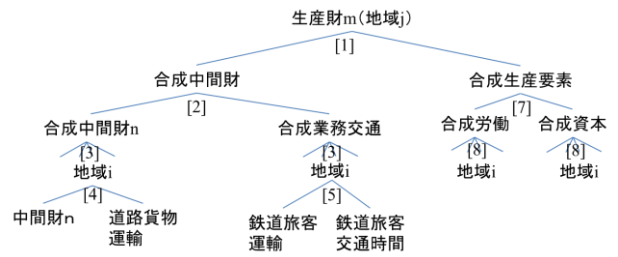 生産財m(地域j)
[1]
合成中間財
合成生産要素
[2]
[7]
合成中間財n
合成業務交通
合成労働
合成資本
[3]
[3]
[8]
[8]
地域i
地域i
地域i
地域i
[4]
[5]
中間財n
道路貨物
運輸
鉄道旅客
運輸
鉄道旅客
交通時間